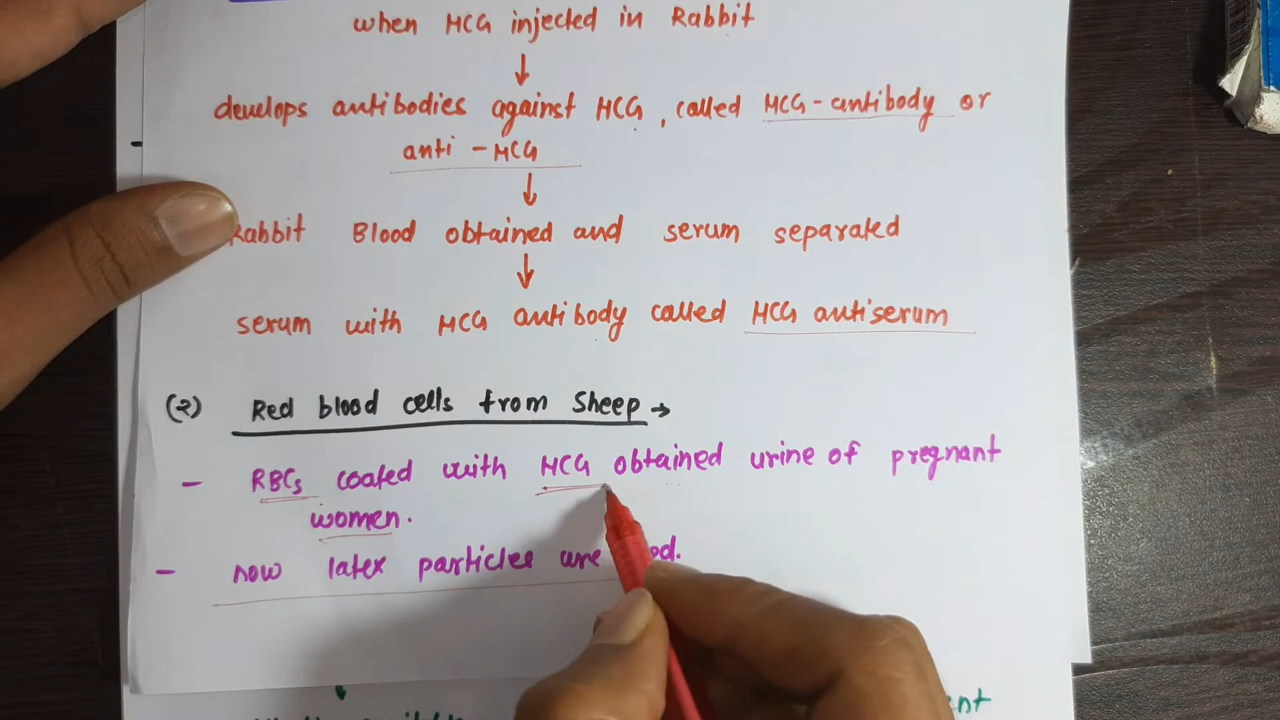 when HCG injected in Rabbit
↓
develops antibodies against HCG, called HCG-antibody or
anti - HCG
↓
Rabbit Blood obtained and serum separated
↓
serum with HCG antibody called HCG antiserum
(2) Red blood cells from Sheep →
- RBCs coated with HCG obtained urine of pregnant
women.
- now latex particles are